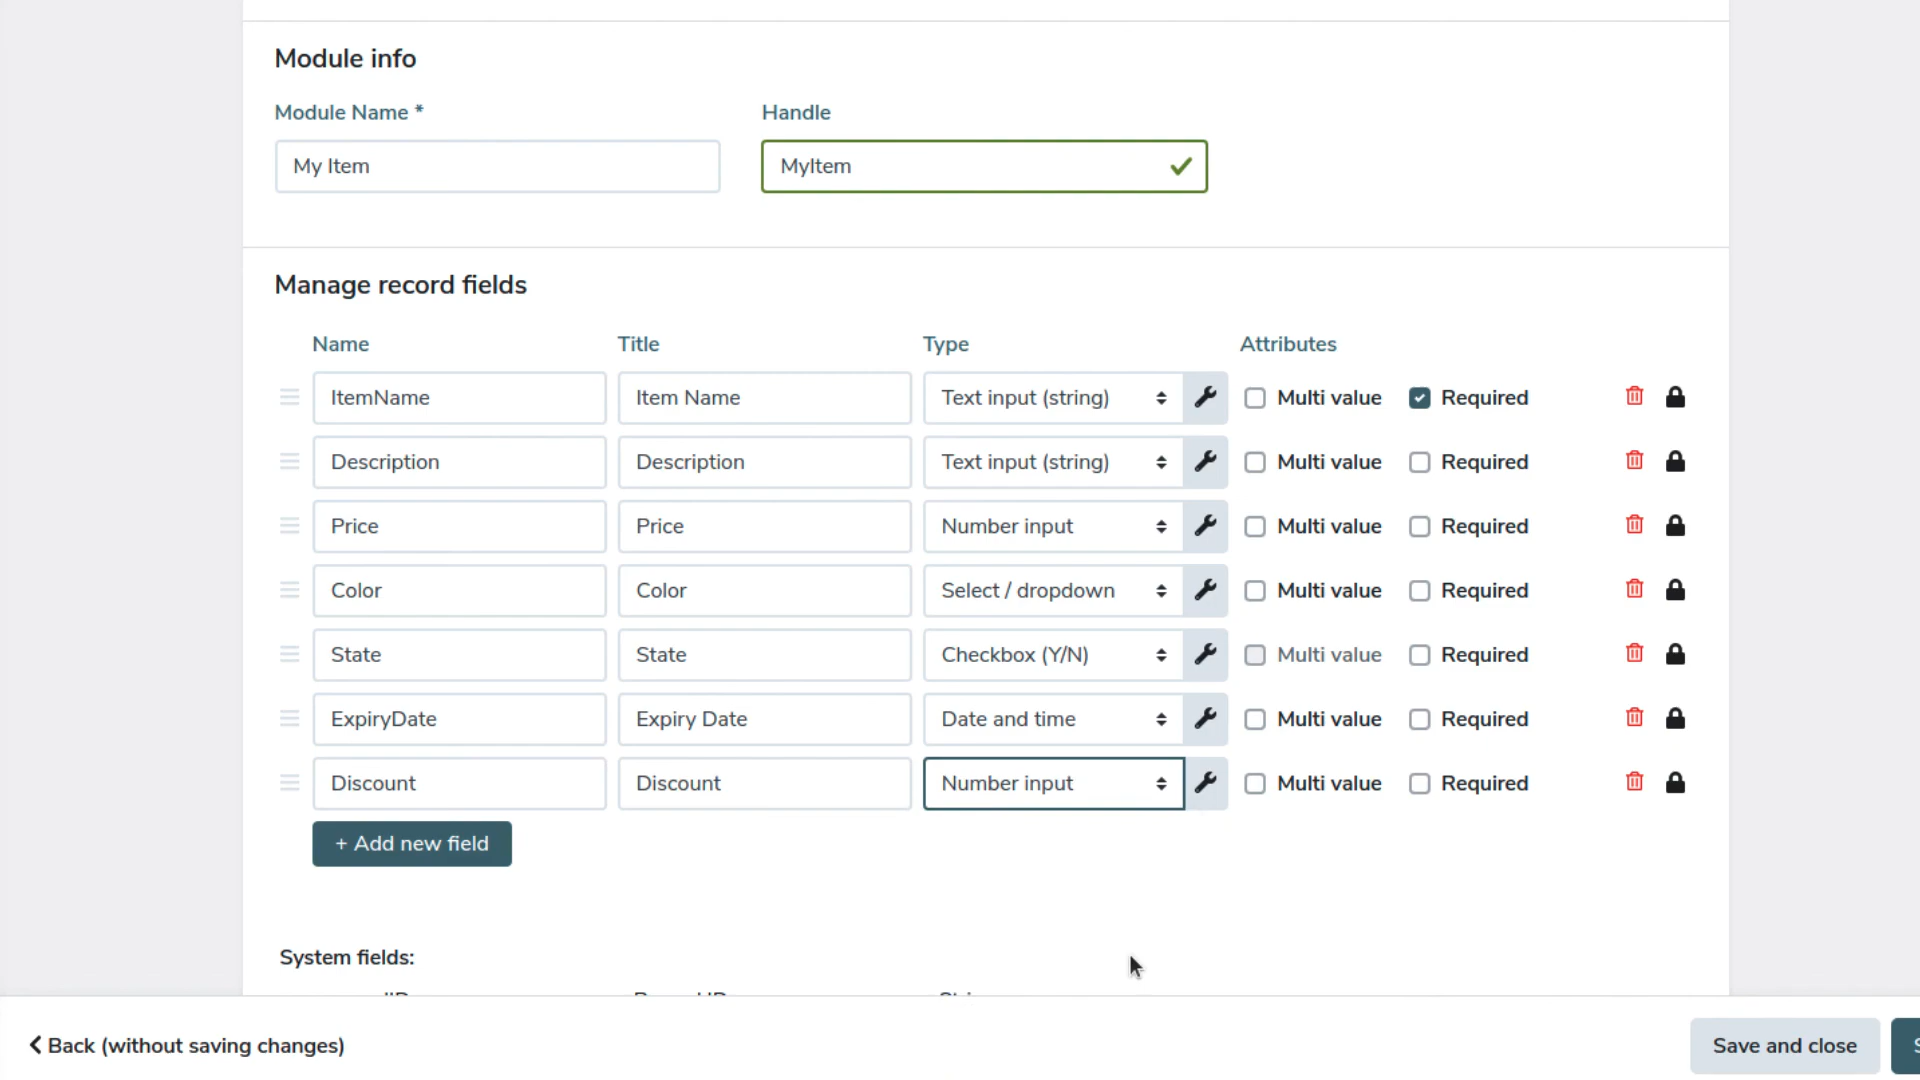 Module info
Module Name * Handle
My Item MyItem
Manage record fields
Name Title Type Attributes
ItemName Item Name Text input (string) Multi value Required
Description Description Text input (string) Multi value Required
Price Price Number input Multi value Required
Color Color Select / dropdown Multi value Required
State State Checkbox (Y/N) Multi value Required
ExpiryDate Expiry Date Date and time Multi value Required
Discount Discount Number input Multi value Required
+ Add new field
System fields:
Back (without saving changes) Save and close